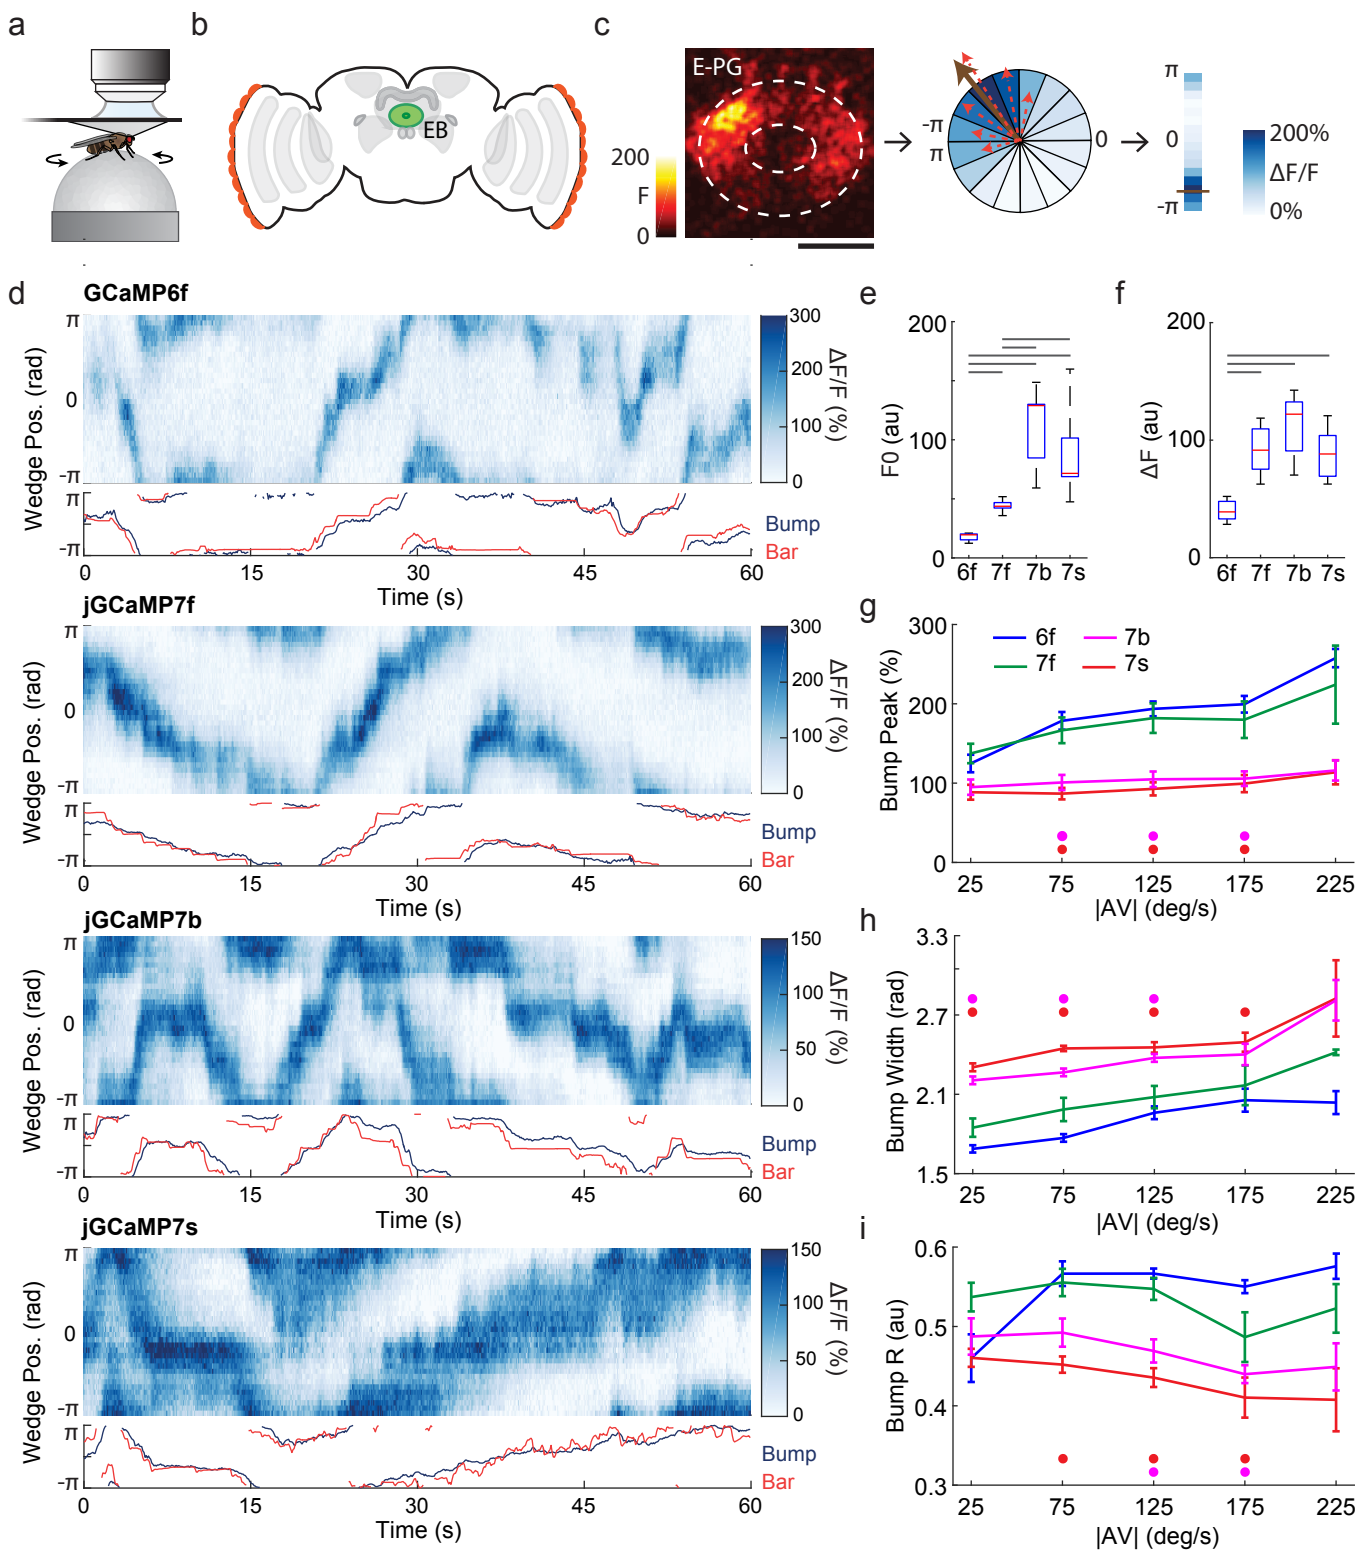 a
b
c
EB
E-PG
200
F
0
-π
π
0
π
0
-π
200%
ΔF/F
0%
d
GCaMP6f
Wedge Pos. (rad)
π
0
-π
π
-π
300
200
100
0
ΔF/F (%)
Bump
Bar
0
15
30
45
60
Time (s)
jGCaMP7f
Wedge Pos. (rad)
π
0
-π
π
-π
300
200
100
0
ΔF/F (%)
Bump
Bar
0
15
30
45
60
Time (s)
jGCaMP7b
Wedge Pos. (rad)
π
0
-π
π
-π
150
100
50
0
ΔF/F (%)
Bump
Bar
0
15
30
45
60
Time (s)
jGCaMP7s
Wedge Pos. (rad)
π
0
-π
π
-π
150
100
50
0
ΔF/F (%)
Bump
Bar
0
15
30
45
60
Time (s)
e
F0 (au)
200
100
0
6f 7f 7b 7s
f
ΔF (au)
200
100
0
6f 7f 7b 7s
g
Bump Peak (%)
300
200
100
0
6f
7b
7f
7s
25
75
125
175
225
|AV| (deg/s)
h
Bump Width (rad)
3.3
2.7
2.1
1.5
25
75
125
175
225
|AV| (deg/s)
i
Bump R (au)
0.6
0.5
0.4
0.3
25
75
125
175
225
|AV| (deg/s)